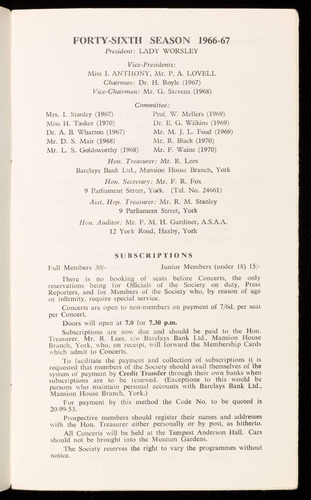 FORTY-SIXTH SEASON 1966-67
President: LADY WORSLEY
Vice-Presidents:
Miss I. ANTHONY, Mr. P. A. LOVELL
Chairman: Dr. H. Royle (1967)
Vice-Chairman: Mr. G. Stevens (1968)
Committee:
Mrs. I. Stanley (1967) Prof. W. Mellers (1969)
Miss H. Tasker (1970) Dr. E. G. Wilkins (1969)
Dr. A. B. Wharton (1967) Mr. M. J. L. Foad (1969)
Mr. D. S. Mair (1968) Mr. R. Black (1970)
Mr. L. S. Goldsworthy (1968) Mr. F. Waine (1970)
Hon. Treasurer: Mr. R. Lees
Barclays Bank Ltd., Mansion House Branch, York
Hon. Secretary: Mr. F. R. Fox
9 Parliament Street, York. (Tel. No. 24661)
Asst. Hon. Treasurer: Mr. R. M. Stanley
9 Parliament Street, York
Hon. Auditor: Mr. F. M. H. Gardiner, A.S.A.A.
12 York Road, Haxby, York
SUBSCRIPTIONS
Full Members 30/- Junior Members (under 18) 15/-
There is no booking of seats before Concerts, the only
reservations being for Officials of the Society on duty, Press
Reporters, and for Members of the Society who, by reason of age
or infirmity, require special service.
Concerts are open to non-members on payment of 7/6d. per seat
per Concert.
Doors will open at 7.0 for 7.30 p.m.
Subscriptions are now due and should be paid to the Hon.
Treasurer, Mr. R. Lees, c/o Barclays Bank Ltd., Mansion House
Branch, York, who, on receipt, will forward the Membership Cards
which admit to Concerts.
To facilitate the payment and collection of subscriptions it is
requested that members of the Society should avail themselves of the
system of payment by Credit Transfer through their own banks when
subscriptions are to be renewed. (Exceptions to this would be
persons who maintain personal accounts with Barclays Bank Ltd.,
Mansion House Branch, York.)
For payment by this method the Code No. to be quoted is
20-99-53.
Prospective members should register their names and addresses
with the Hon. Treasurer either personally or by post, as hitherto.
All Concerts will be held at the Tempest Anderson Hall. Cars
should not be brought into the Museum Gardens.
The Society reserves the right to vary the programmes without
notice.